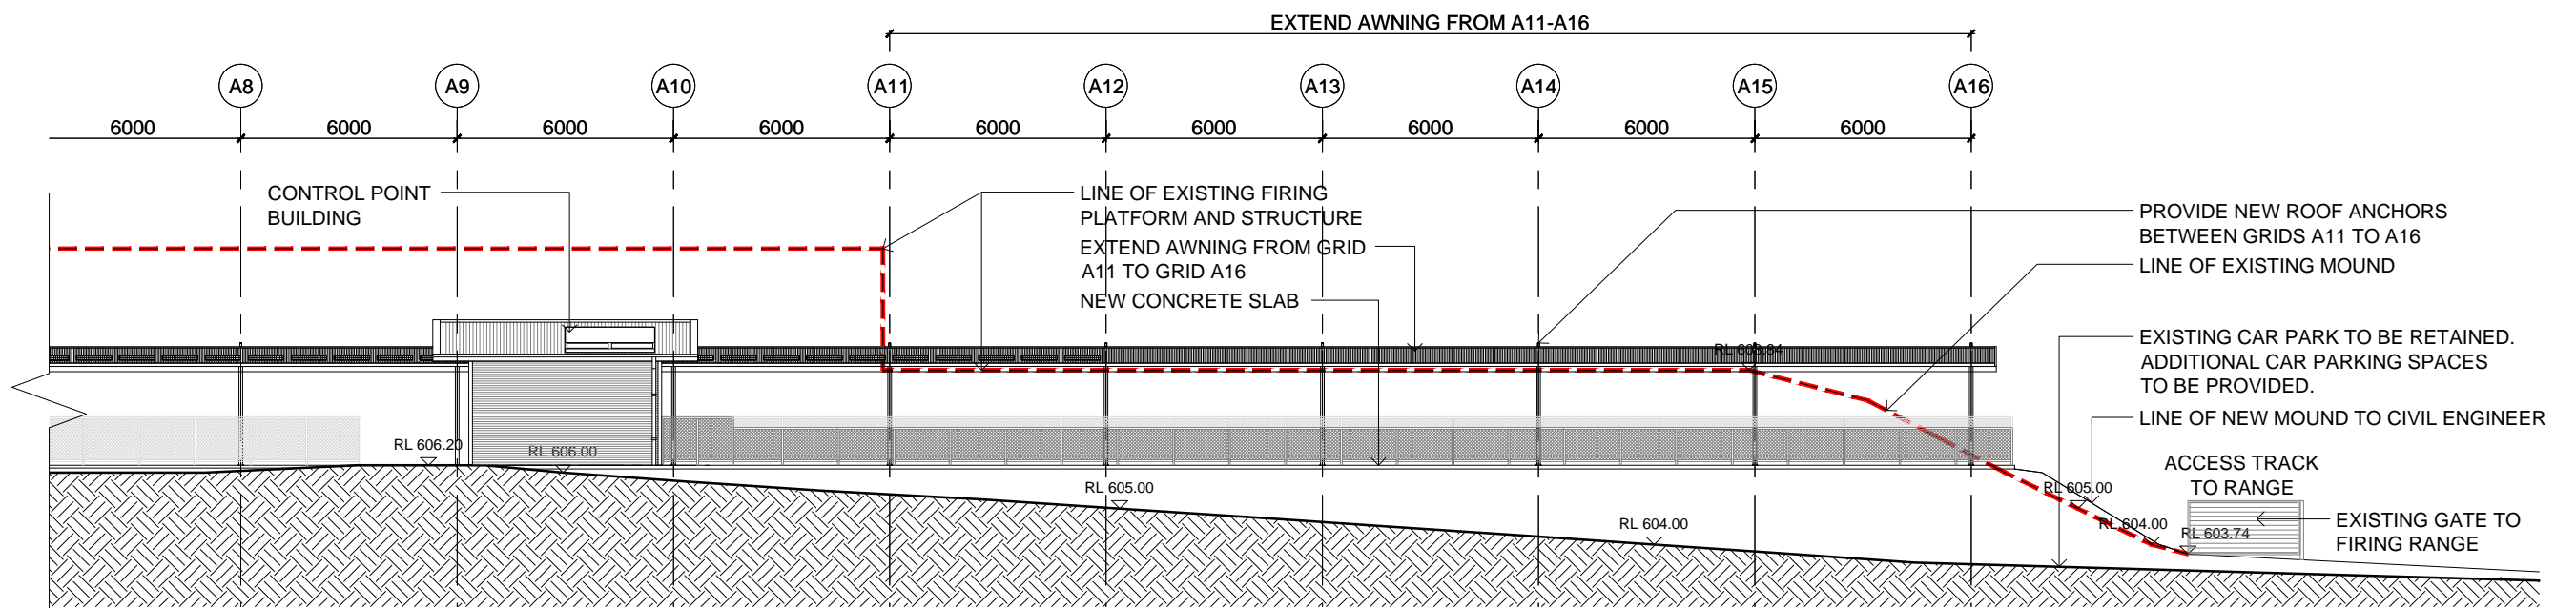 EXTEND AWNING FROM A11-A16
A8 A9 A10 A11 A12 A13 A14 A15 A16
6000 6000 6000 6000 6000 6000 6000 6000 6000
CONTROL POINT
BUILDING
LINE OF EXISTING FIRING
PLATFORM AND STRUCTURE
EXTEND AWNING FROM GRID
A11 TO GRID A16
NEW CONCRETE SLAB
PROVIDE NEW ROOF ANCHORS
BETWEEN GRIDS A11 TO A16
LINE OF EXISTING MOUND
EXISTING CAR PARK TO BE RETAINED.
ADDITIONAL CAR PARKING SPACES
TO BE PROVIDED.
LINE OF NEW MOUND TO CIVIL ENGINEER
ACCESS TRACK
TO RANGE
EXISTING GATE TO
FIRING RANGE
RL 606.20
RL 606.00
RL 605.00
RL 604.00
RL 605.00
RL 604.00
RL 603.74